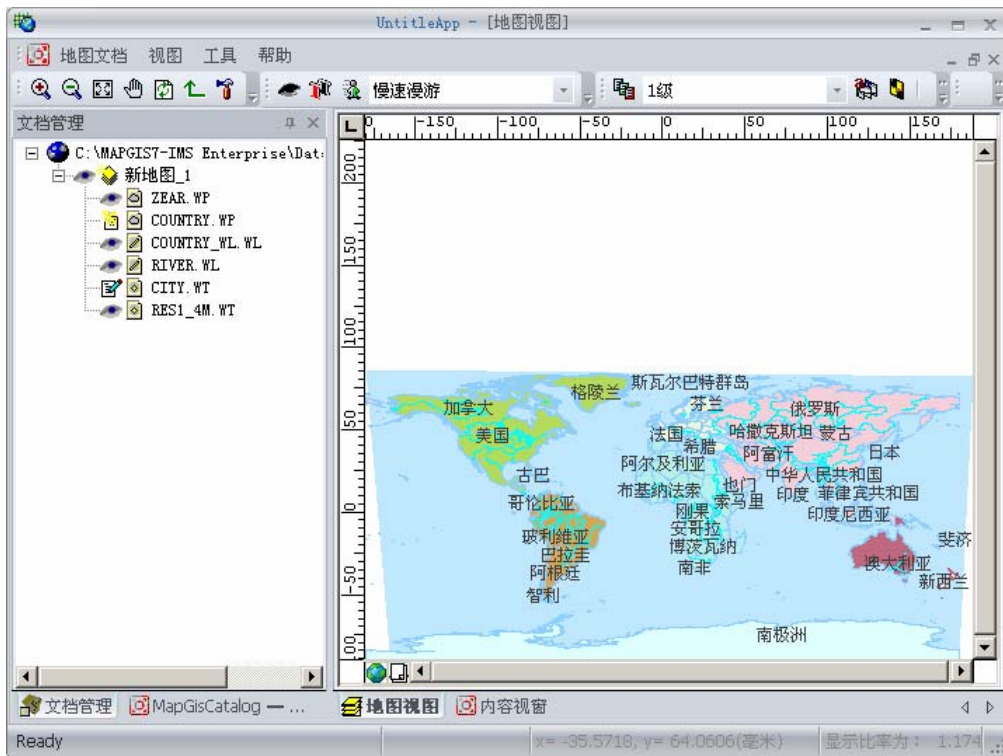 UntitleApp - [地图视图]
地图文档 视图 工具 帮助
慢速漫游 1级
文档管理
C:\MAPGIS7-IMS Enterprise\Dat
新地图_1
ZEAR.WP
COUNTRY.WP
COUNTRY_WL.WL
RIVER.WL
CITY.WT
RES1_4M.WT
L
-150 -100 -50 0 50 100 150
200
150
100
50
0
-50
格陵兰 斯瓦尔巴特群岛
加拿大 芬兰 俄罗斯
美国 法国 希腊 哈撒克斯坦 蒙古
阿富汗 日本
古巴 阿尔及利亚 中华人民共和国
哥伦比亚 布基纳法索 也门 索马里 印度 菲律宾共和国
刚果 印度尼西亚
玻利维亚 安哥拉 斐济
巴拉圭 博茨瓦纳 澳大利亚
阿根廷 南非 新西兰
智利
南极洲
文档管理 MapGisCatalog — ... 地图视图 内容视窗
Ready x= -35.5718, y= 64.0606(毫米) 显示比率为: 1.174